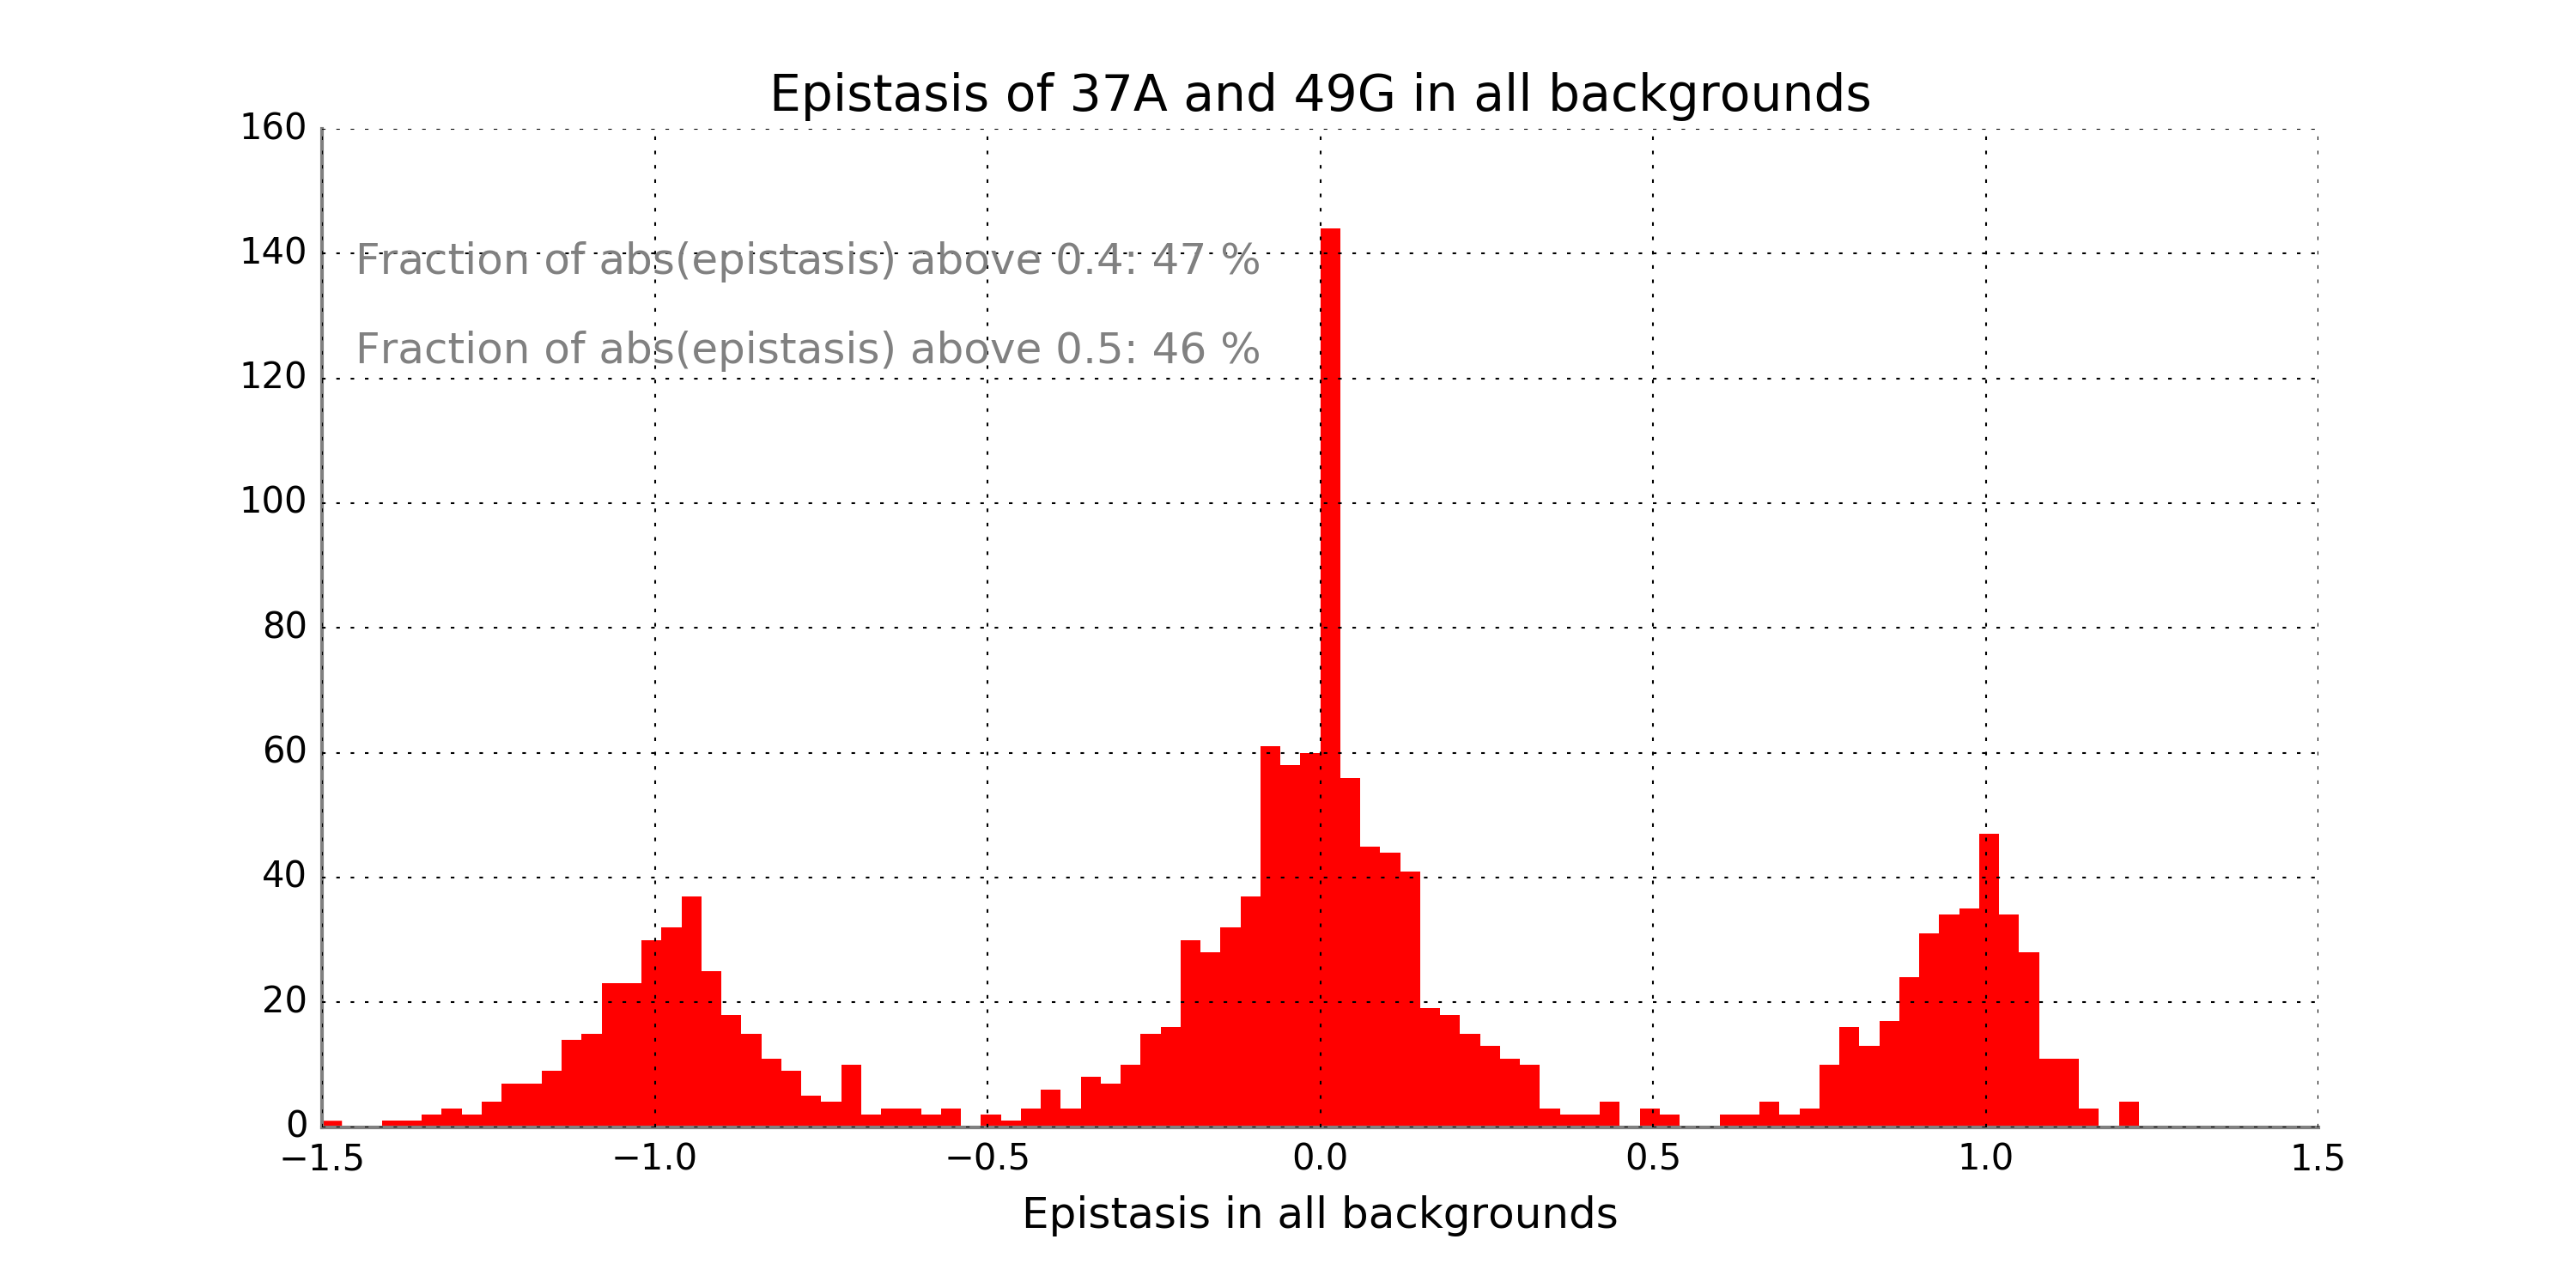 Epistasis of 37A and 49G in all backgrounds
160
140
120
100
80
60
40
20
0
Fraction of abs(epistasis) above 0.4: 47 %
Fraction of abs(epistasis) above 0.5: 46 %
−1.5 −1.0 −0.5 0.0 0.5 1.0 1.5
Epistasis in all backgrounds